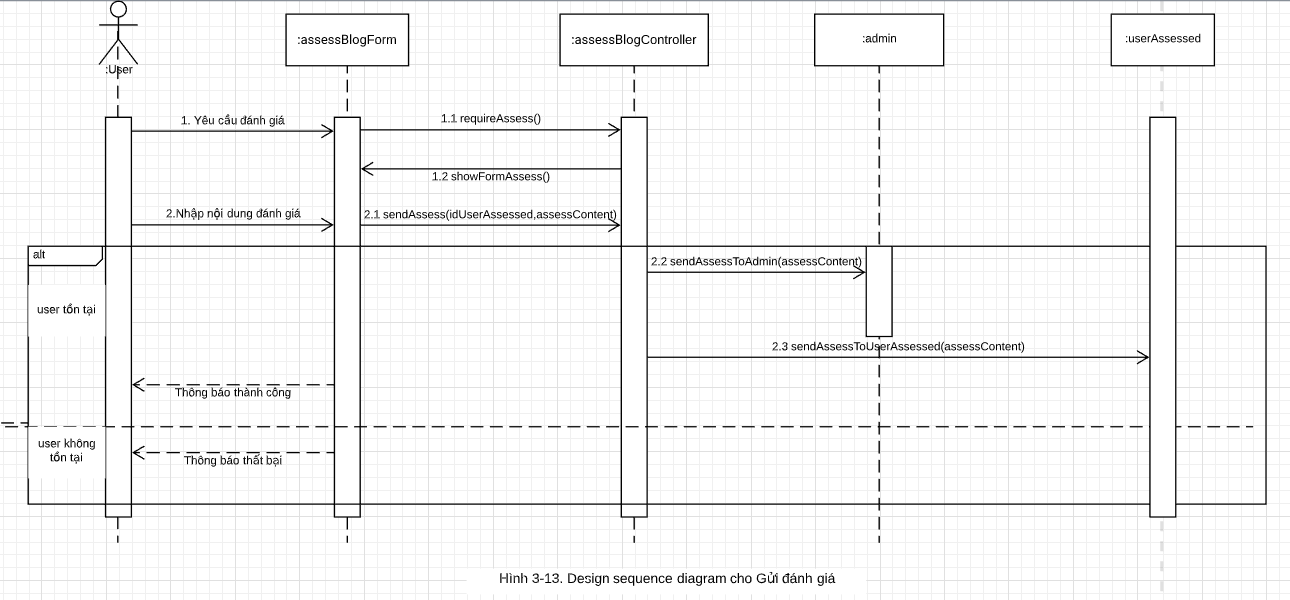 :User
:assessBlogForm
:assessBlogController
:admin
:userAssessed
1. Yêu cầu đánh giá
1.1 requireAssess()
1.2 showFormAssess()
2.Nhập nội dung đánh giá
2.1 sendAssess(idUserAssessed,assessContent)
alt
2.2 sendAssessToAdmin(assessContent)
user tồn tại
2.3 sendAssessToUserAssessed(assessContent)
Thông báo thành công
user không
tồn tại
Thông báo thất bại
Hình 3-13. Design sequence diagram cho Gửi đánh giá